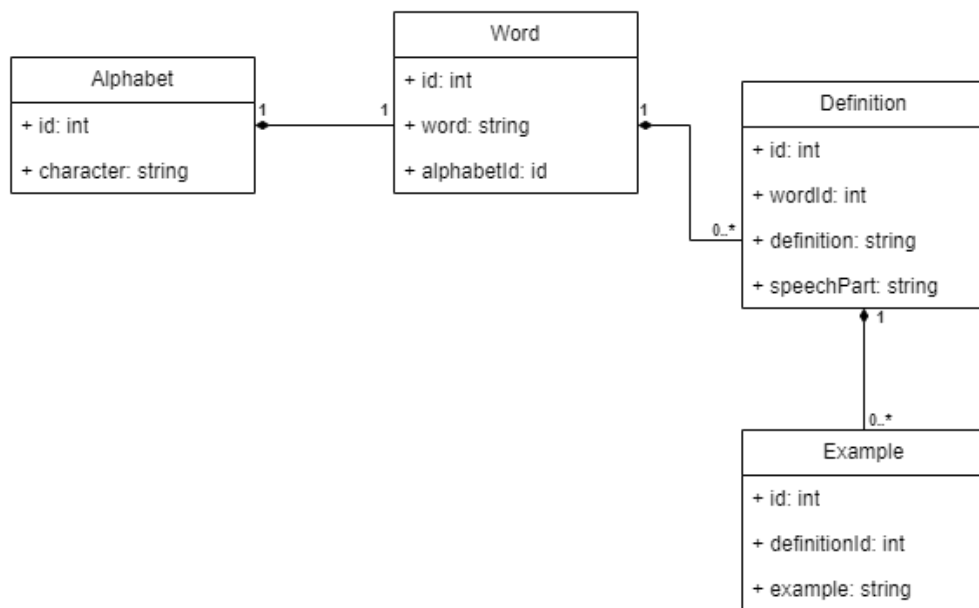 Alphabet
+ id: int
+ character: string
1
1
Word
+ id: int
+ word: string
+ alphabetId: id
1
0..*
Definition
+ id: int
+ wordId: int
+ definition: string
+ speechPart: string
1
0..*
Example
+ id: int
+ definitionId: int
+ example: string